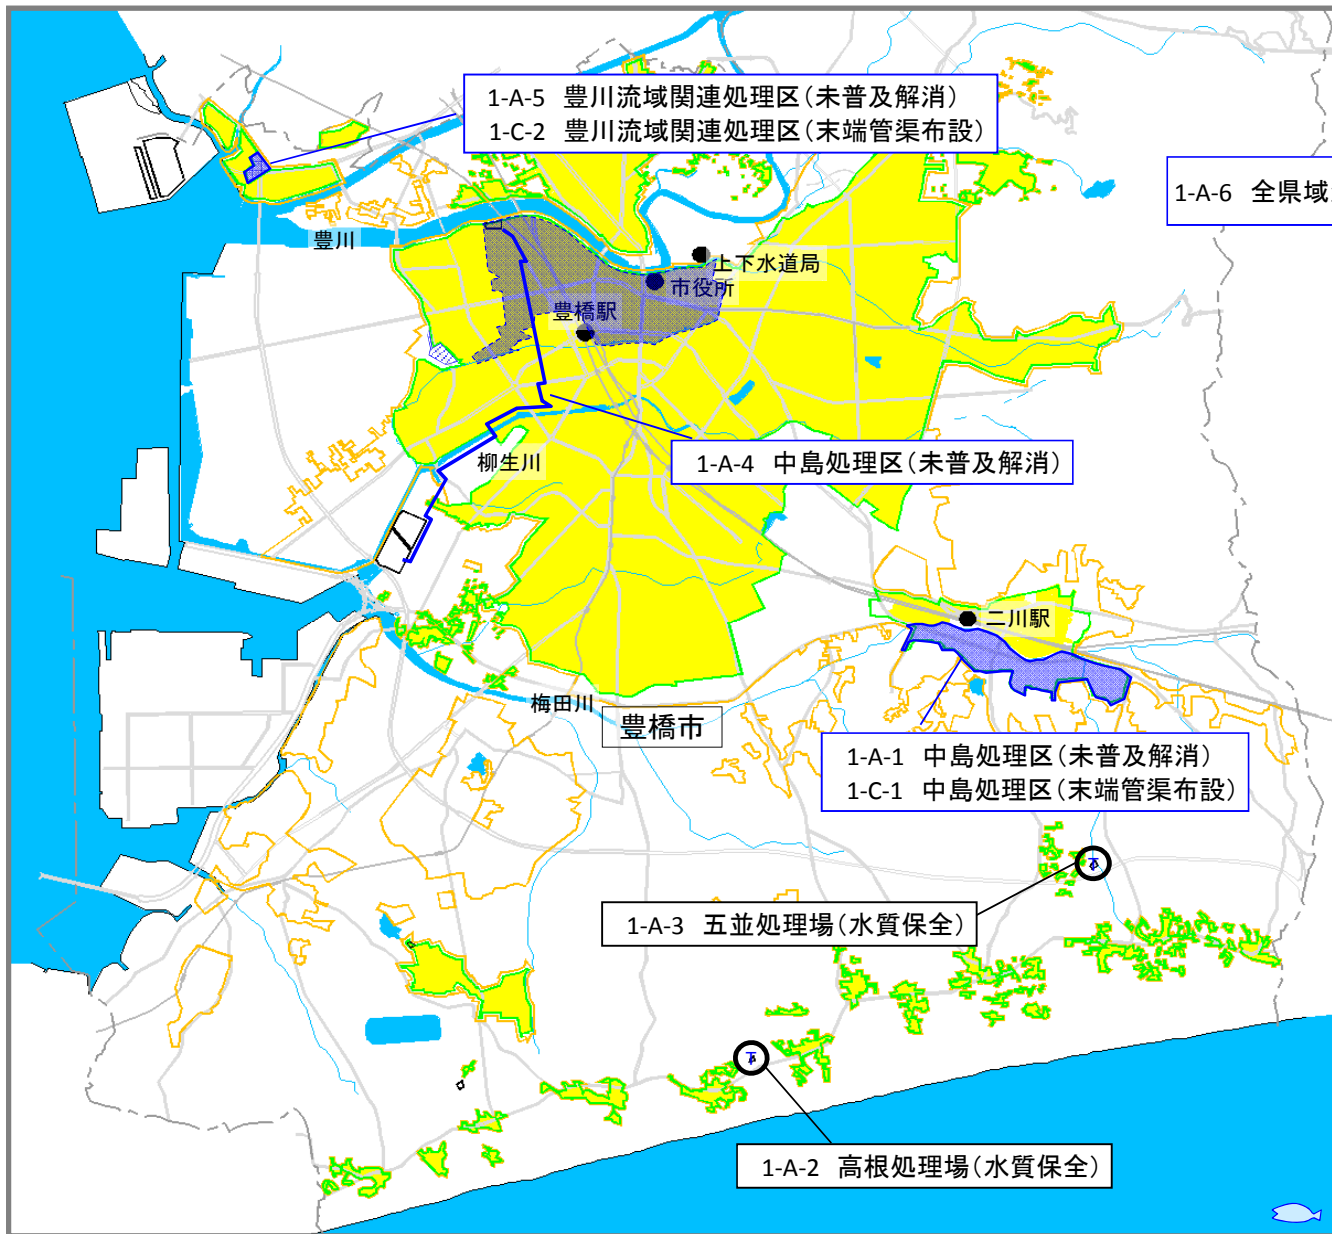 1-A-5 豊川流域関連処理区(未普及解消)
1-C-2 豊川流域関連処理区(末端管渠布設)
1-A-6 全県域
豊川
上下水道局
市役所
豊橋駅
柳生川
1-A-4 中島処理区(未普及解消)
二川駅
梅田川
豊橋市
1-A-1 中島処理区(未普及解消)
1-C-1 中島処理区(末端管渠布設)
下
1-A-3 五並処理場(水質保全)
下
1-A-2 高根処理場(水質保全)